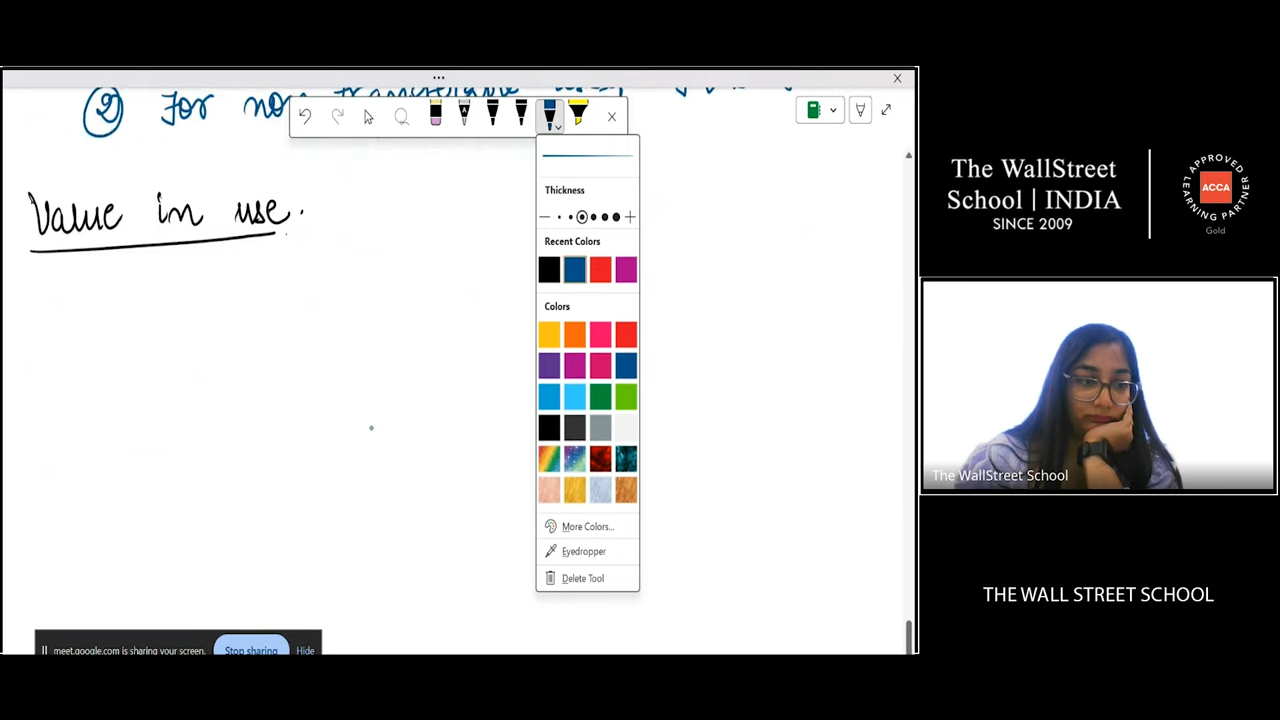 ② For non
Value in use.
Thickness
Recent Colors
Colors
More Colors...
Eyedropper
Delete Tool
meet.google.com is sharing your screen.
Stop sharing
Hide
The WallStreet
School | INDIA
SINCE 2009
APPROVED
LEARNING PARTNER
ACCA
Gold
The WallStreet School
THE WALL STREET SCHOOL